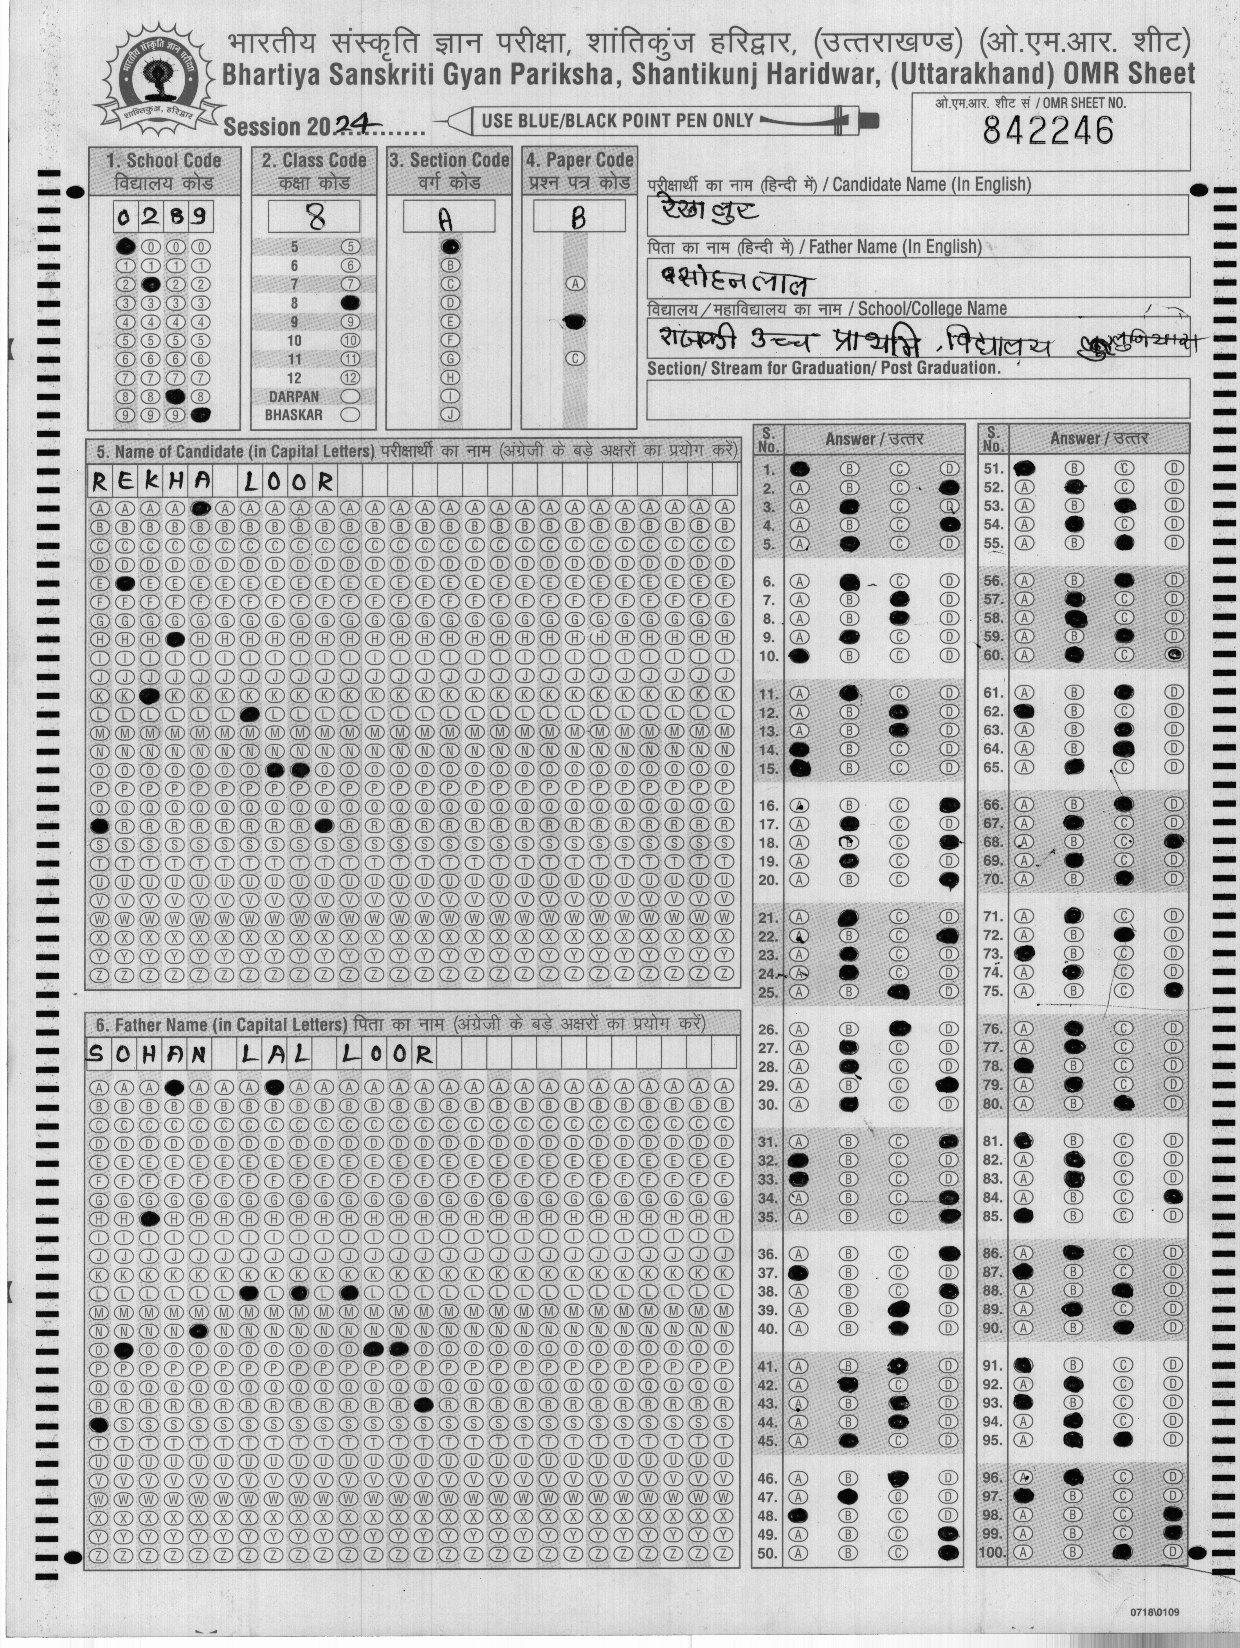 भारतीय संस्कृति ज्ञान परीक्षा, शांतिकुंज हरिद्वार, (उत्तराखण्ड) (ओ.एम.आर. शीट)
Bhartiya Sanskriti Gyan Pariksha, Shantikunj Haridwar, (Uttarakhand) OMR Sheet
Session 2024
USE BLUE/BLACK POINT PEN ONLY
ओ.एम.आर. शीट सं / OMR SHEET NO.
842246
1. School Code
विद्यालय कोड
0289
2. Class Code
कक्षा कोड
8
5
6
7
8
9
10
11
12
DARPAN
BHASKAR
3. Section Code
वर्ग कोड
A
4. Paper Code
प्रश्न पत्र कोड
B
परीक्षार्थी का नाम (हिन्दी में) / Candidate Name (In English)
रेखा लुर
पिता का नाम (हिन्दी में) / Father Name (In English)
सोहन लाल
विद्यालय / महाविद्यालय का नाम / School/College Name
उच्च प्राथमि विद्यालय
Section/ Stream for Graduation/ Post Graduation.
5. Name of Candidate (in Capital Letters) परीक्षार्थी का नाम (अंग्रेजी के बड़े अक्षरों का प्रयोग करें)
REKHA LOOR
6. Father Name (in Capital Letters) पिता का नाम (अंग्रेजी के बड़े अक्षरों का प्रयोग करें)
SOHAN LAL LOOR
S. No. Answer / उत्तर
S. No. Answer / उत्तर
0718\0109